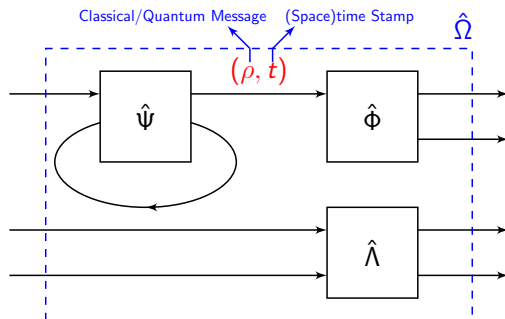 Classical/Quantum Message (Space)time Stamp
Ω̂
(ρ, t)
Ψ̂ Φ̂
Λ̂